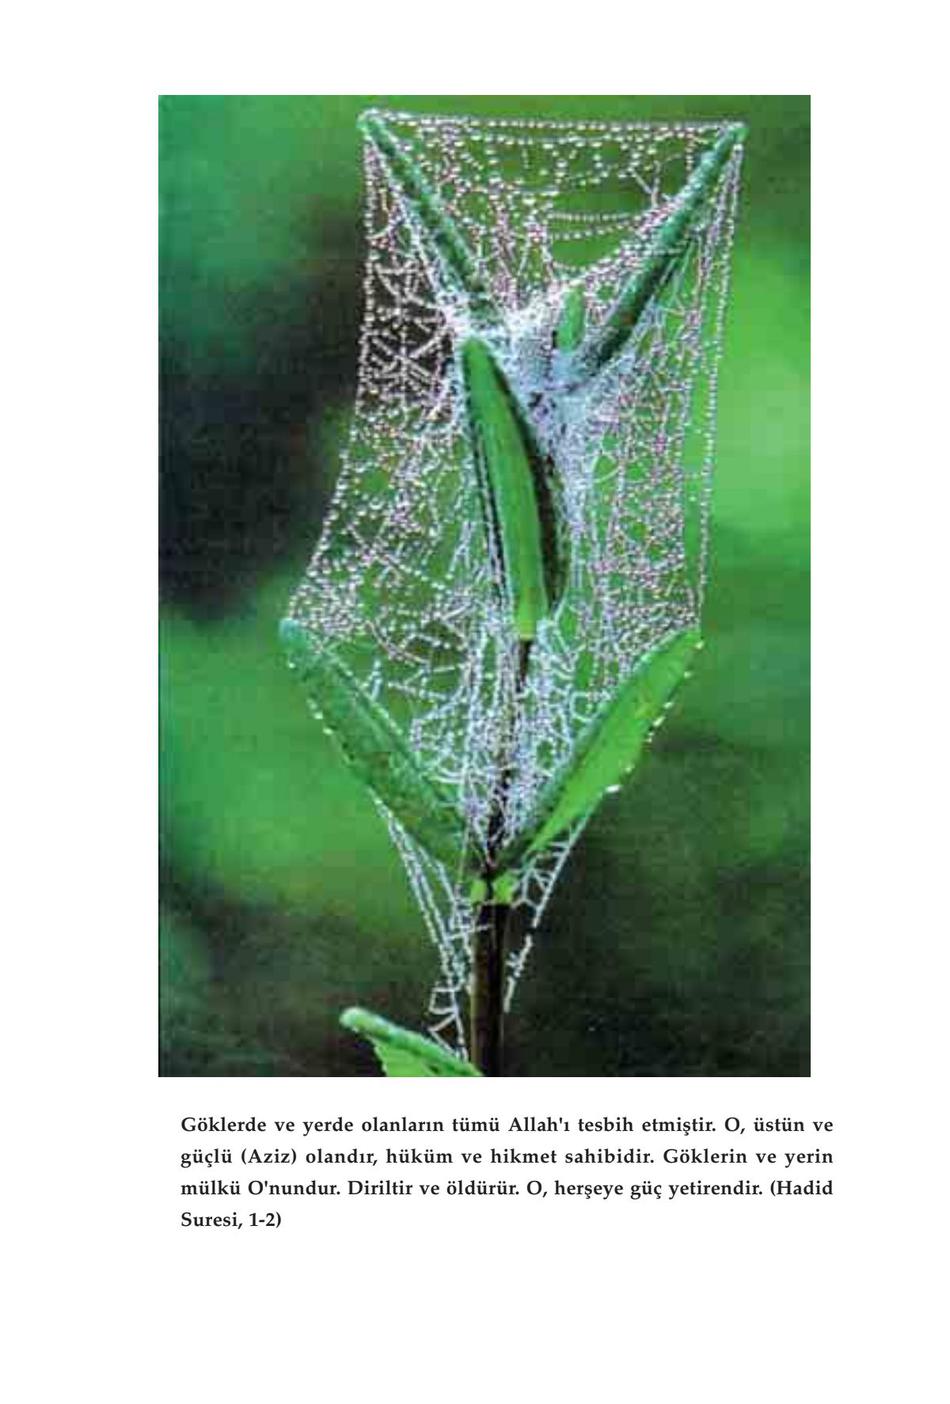 Göklerde ve yerde olanların tümü Allah'ı tesbih etmiştir. O, üstün ve
güçlü (Aziz) olandır, hüküm ve hikmet sahibidir. Göklerin ve yerin
mülkü O'nundur. Diriltir ve öldürür. O, herşeye güç yetirendir. (Hadid
Suresi, 1-2)